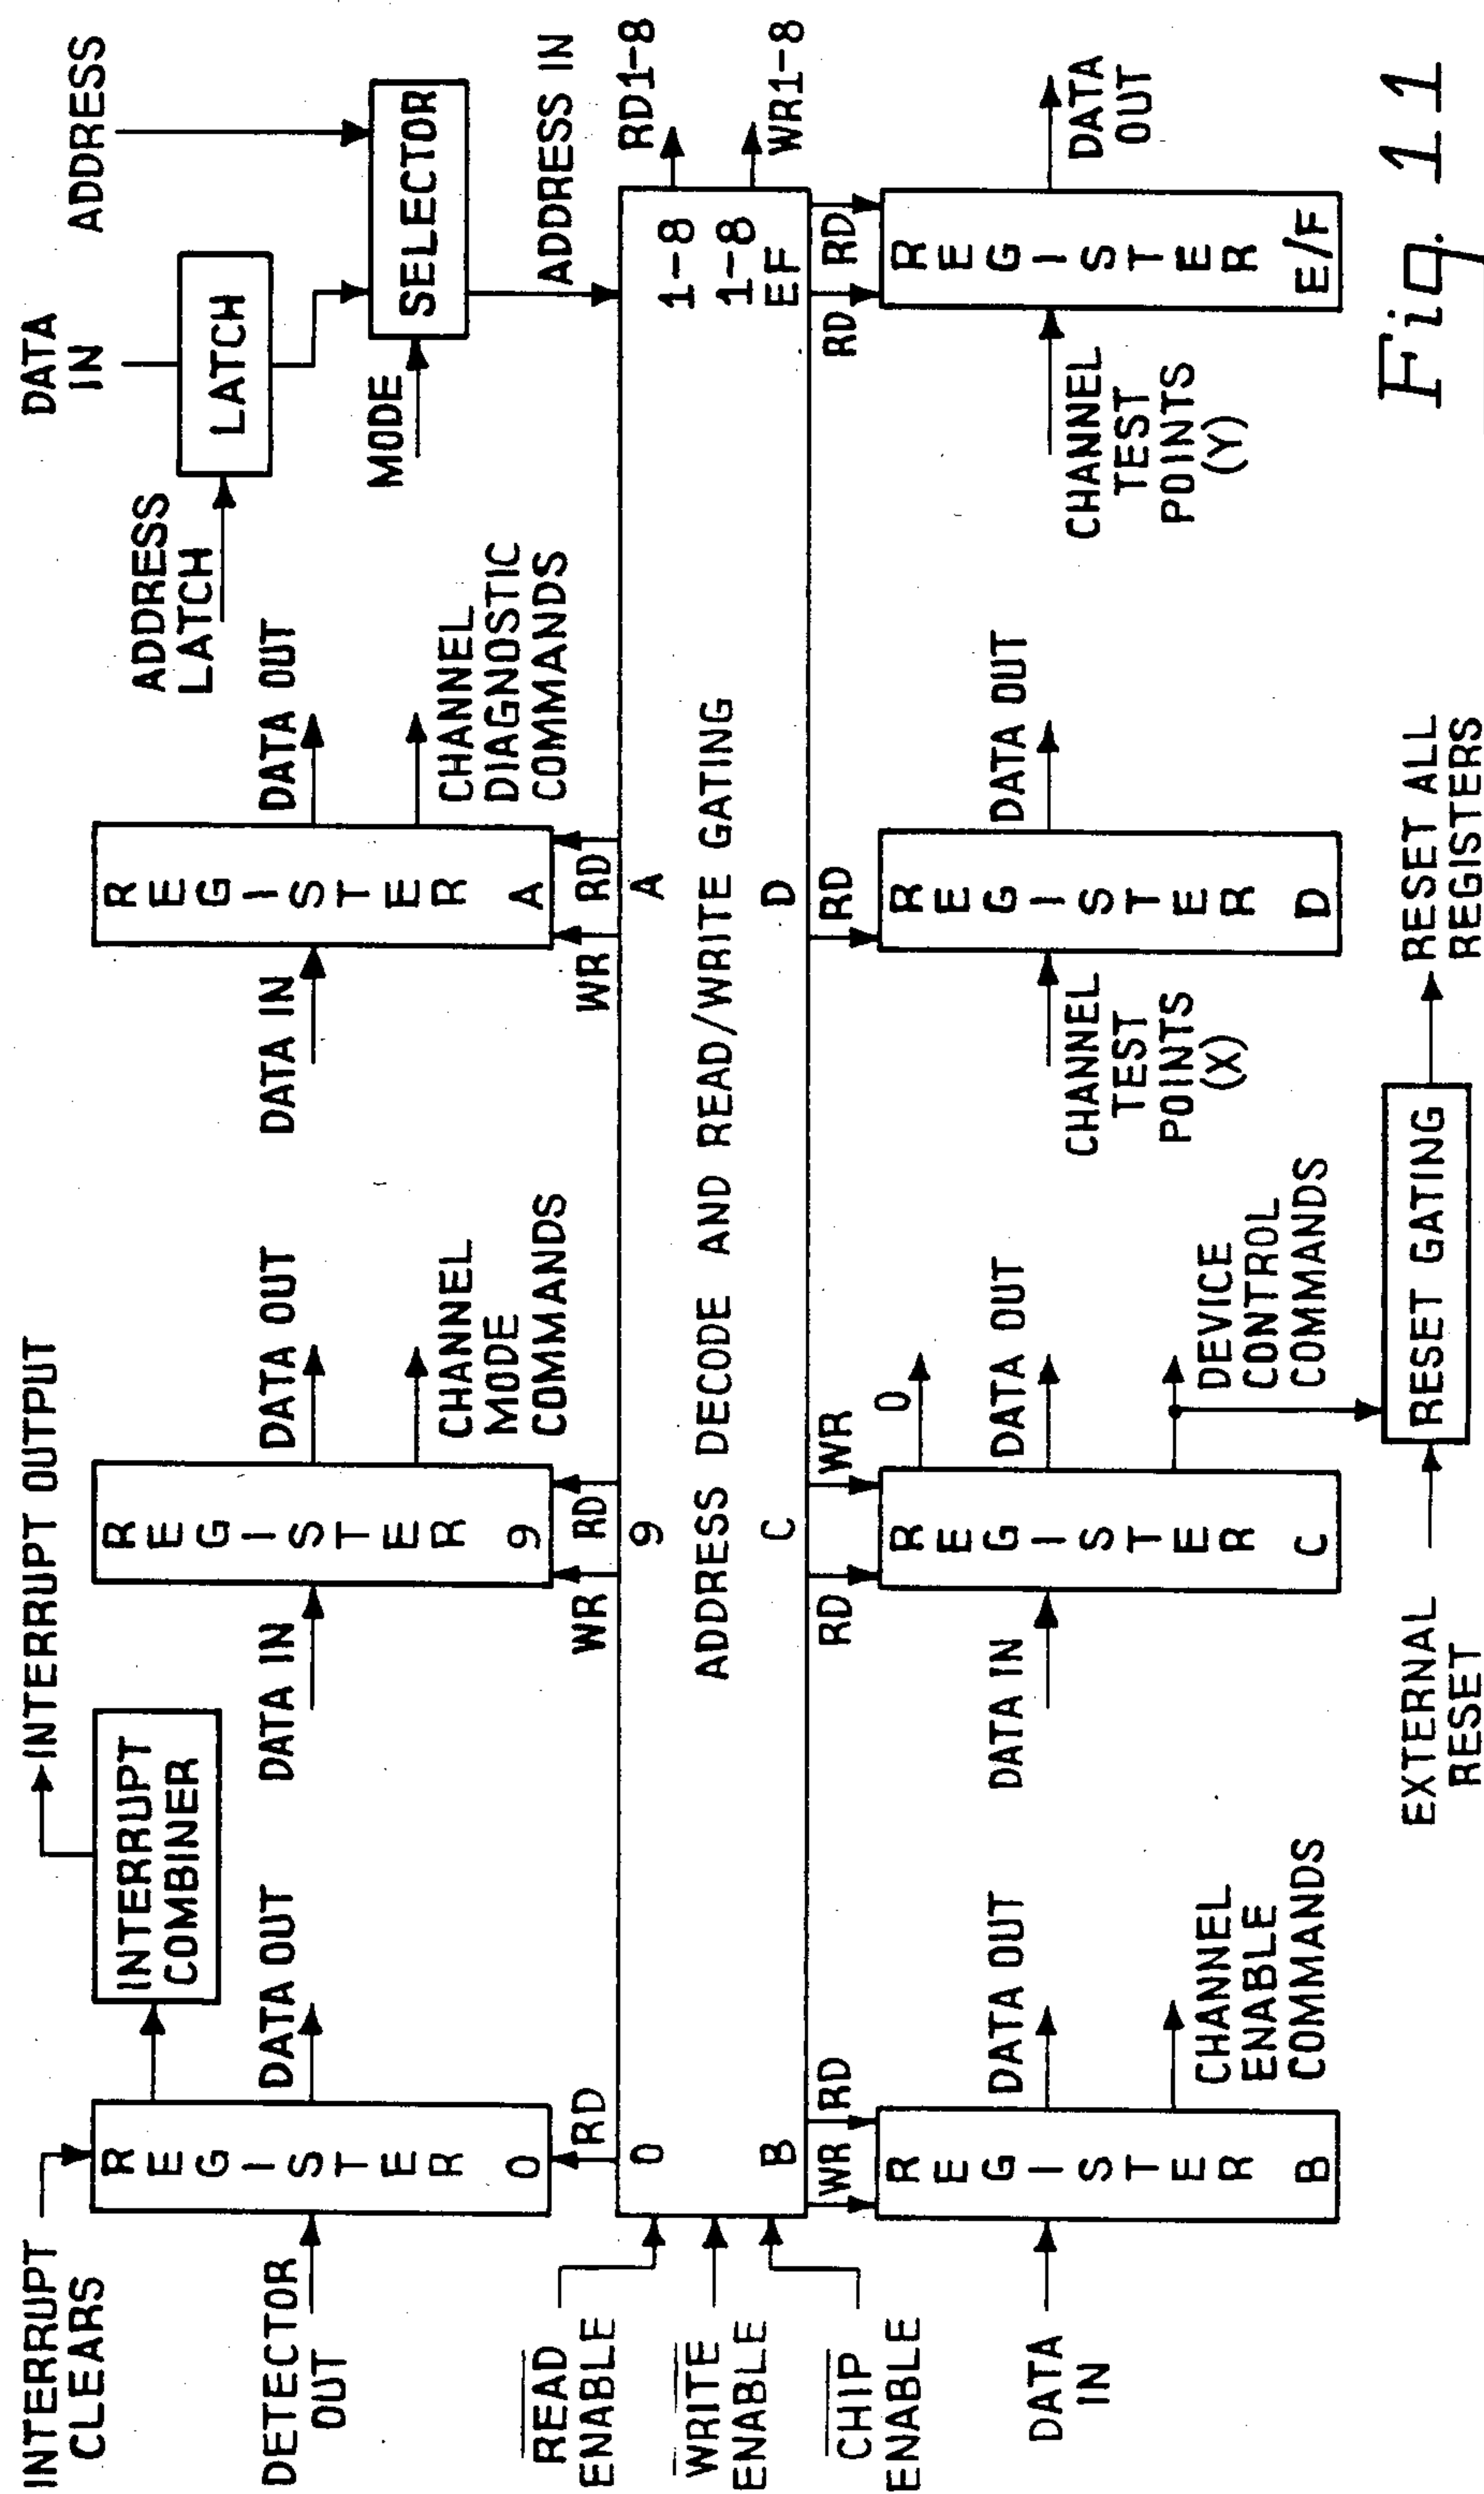 INTERRUPT
CLEARS
INTERRUPT OUTPUT
INTERRUPT
COMBINER
DETECTOR
OUT
REGISTER 0
DATA OUT
DATA IN
REGISTER 9
DATA OUT
CHANNEL
MODE
COMMANDS
DATA IN
REGISTER A
DATA OUT
CHANNEL
DIAGNOSTIC
COMMANDS
ADDRESS
LATCH
DATA
IN
LATCH
ADDRESS
MODE
SELECTOR
ADDRESS IN
RD
WR RD
WR RD
READ
ENABLE
WRITE
ENABLE
CHIP
ENABLE
0
9
A
1-8
1-8
EF
ADDRESS DECODE AND READ/WRITE GATING
B
C
D
RD1-8
WR1-8
WR RD
RD WR
RD
RD RD
DATA
IN
REGISTER B
DATA OUT
CHANNEL
ENABLE
COMMANDS
DATA IN
REGISTER C
0
DATA OUT
DEVICE
CONTROL
COMMANDS
CHANNEL
TEST
POINTS
(X)
REGISTER D
DATA OUT
CHANNEL
TEST
POINTS
(Y)
REGISTER E/F
DATA
OUT
EXTERNAL
RESET
RESET GATING
RESET ALL
REGISTERS
Fig. 11